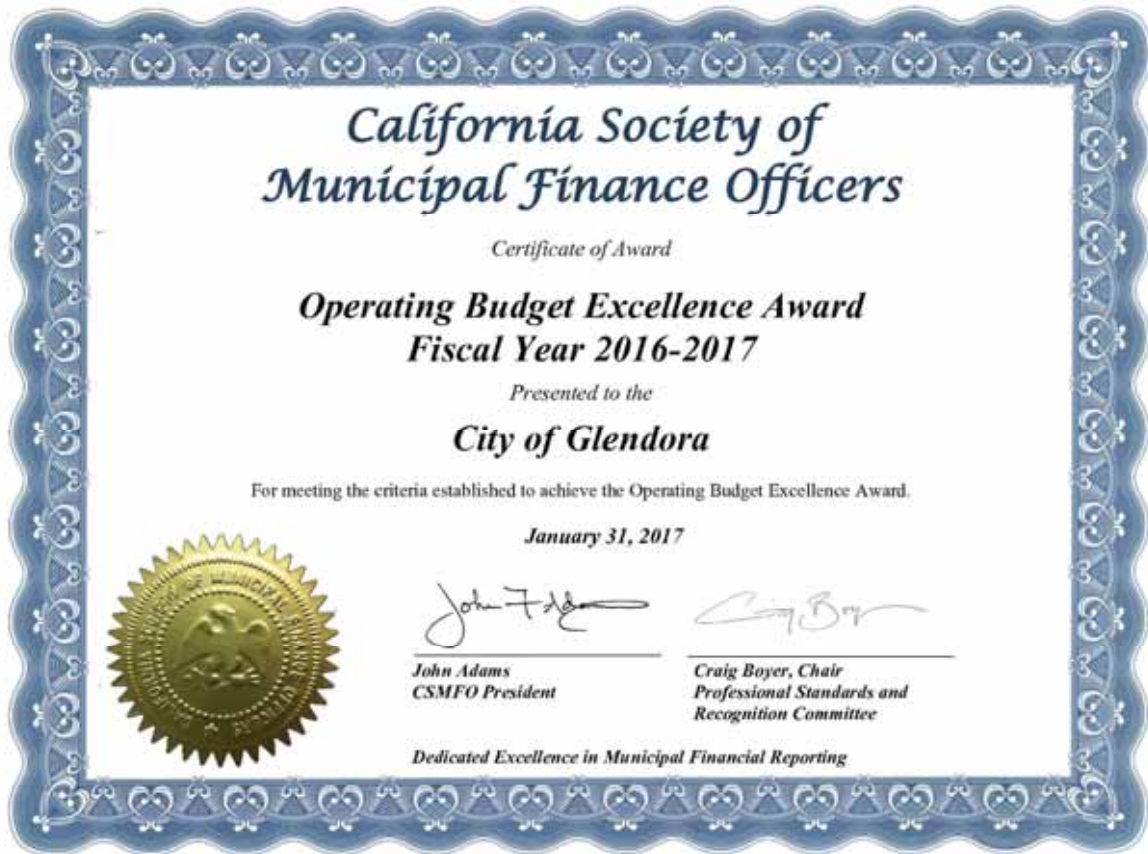 California Society of
Municipal Finance Officers
Certificate of Award
Operating Budget Excellence Award
Fiscal Year 2016-2017
Presented to the
City of Glendora
For meeting the criteria established to achieve the Operating Budget Excellence Award.
January 31, 2017
John Adams
CSMFO President
Craig Boyer, Chair
Professional Standards and
Recognition Committee
Dedicated Excellence in Municipal Financial Reporting